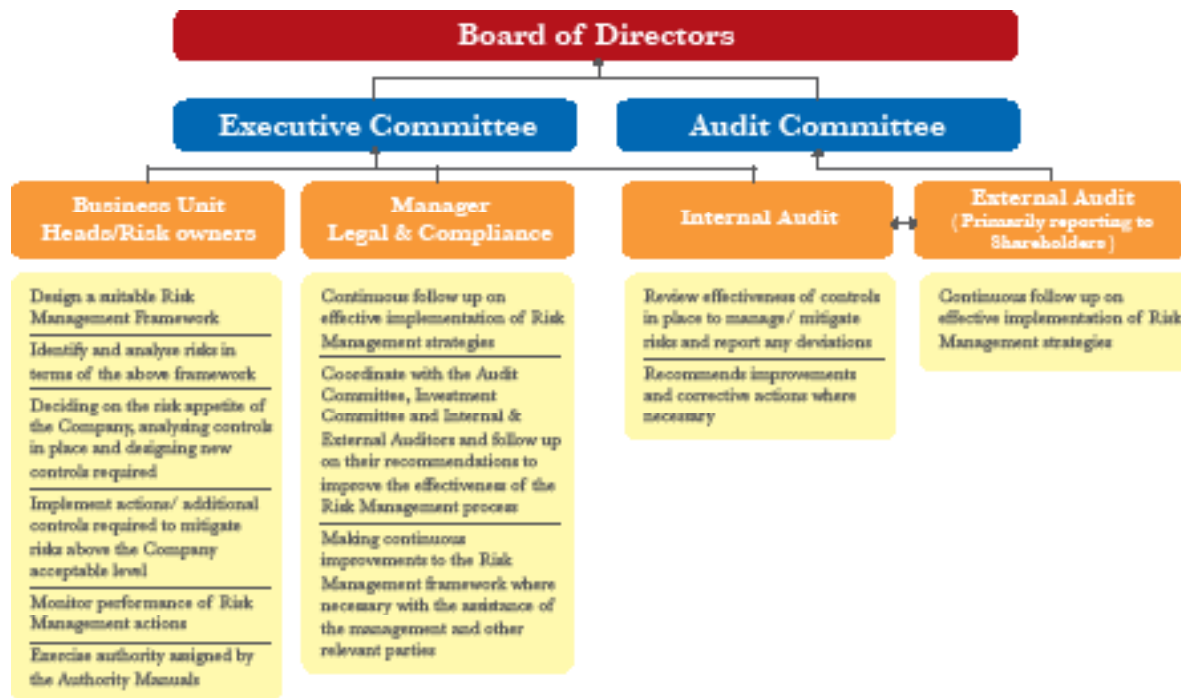 Board of Directors
Executive Committee
Audit Committee
Business Unit
Heads/Risk owners
Manager
Legal & Compliance
Internal Audit
External Audit
( Primarily reporting to
Shareholders )
Design a suitable Risk
Management Framework
Identify and analyse risks in
terms of the above framework
Deciding on the risk appetite of
the Company, analysing controls
in place and designing new
controls required
Implement actions/ additional
controls required to mitigate
risks above the Company
acceptable level
Monitor performance of Risk
Management actions
Exercise authority assigned by
the Authority Manuals
Continuous follow up on
effective implementation of Risk
Management strategies
Coordinate with the Audit
Committee, Investment
Committee and Internal &
External Auditors and follow up
on their recommendations to
improve the effectiveness of the
Risk Management process
Making continuous
improvements to the Risk
Management framework where
necessary with the assistance of
the management and other
relevant parties
Review effectiveness of controls
in place to manage/ mitigate
risks and report any deviations
Recommends improvements
and corrective actions where
necessary
Continuous follow up on
effective implementation of Risk
Management strategies